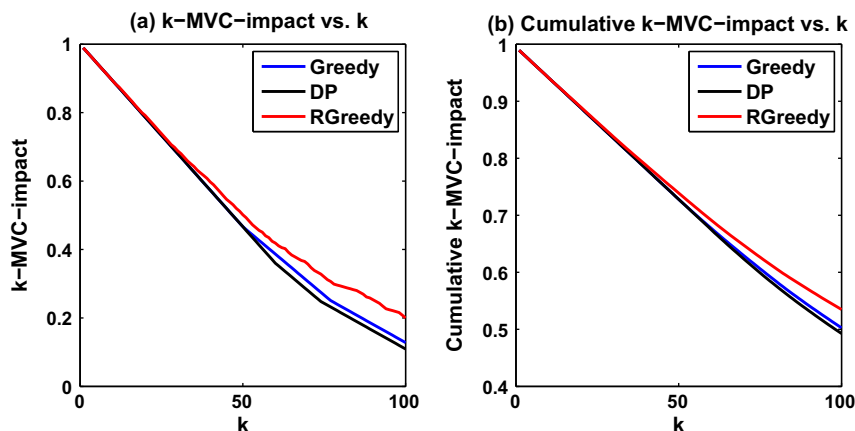 (a) k−MVC−impact vs. k
1
0.8
0.6
0.4
0.2
0
0
50
100
k
k−MVC−impact
Greedy
DP
RGreedy
(b) Cumulative k−MVC−impact vs. k
1
0.9
0.8
0.7
0.6
0.5
0.4
0
50
100
k
Cumulative k−MVC−impact
Greedy
DP
RGreedy